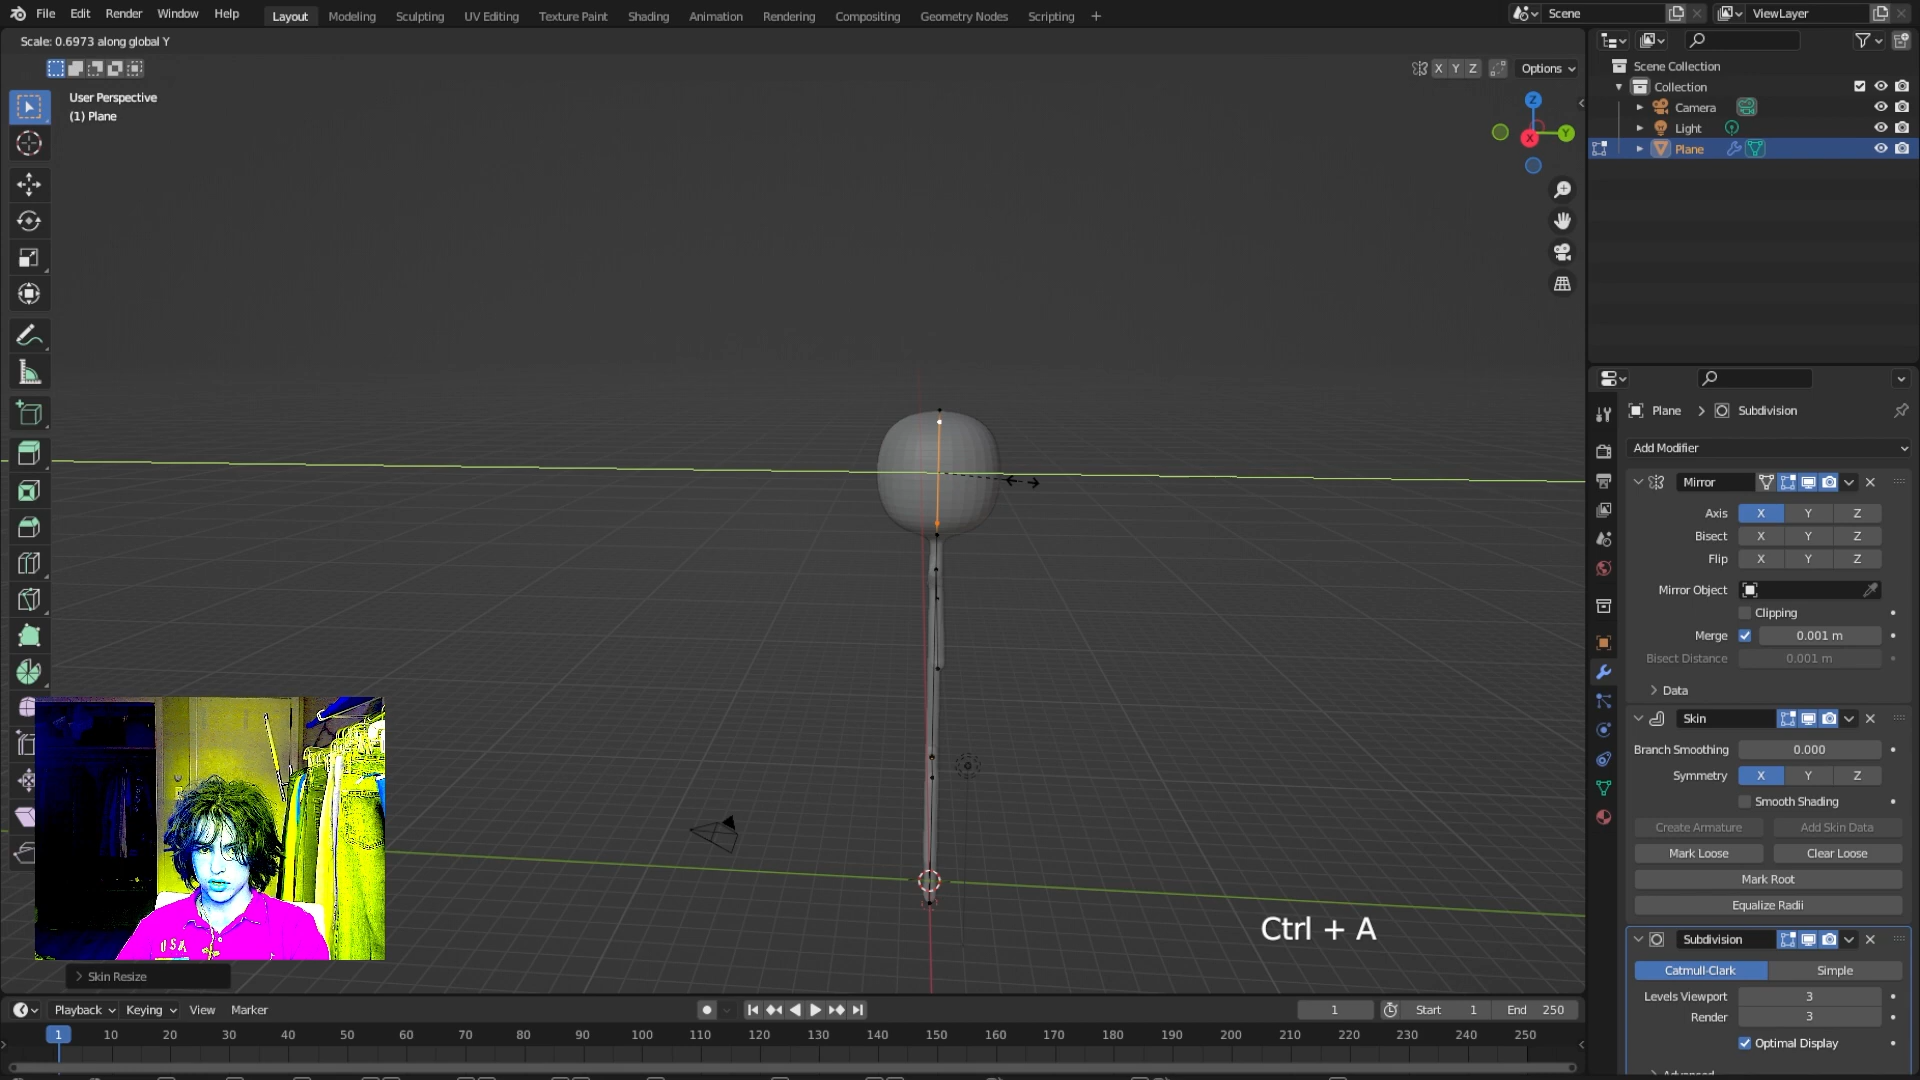 File Edit Render Window Help Layout Modeling Sculpting UV Editing Texture Paint Shading Animation Rendering Compositing Geometry Nodes Scripting + Scene ViewLayer
Scale: 0.6973 along global Y
X Y Z Options
User Perspective
(1) Plane
Z
Y
X
Scene Collection
Collection
Camera
Light
Plane
Plane > Subdivision
Add Modifier
Mirror
Axis X Y Z
Bisect X Y Z
Flip X Y Z
Mirror Object
Clipping
Merge 0.001 m
Bisect Distance 0.001 m
Data
Skin
Branch Smoothing 0.000
Symmetry X Y Z
Smooth Shading
Create Armature Add Skin Data
Mark Loose Clear Loose
Mark Root
Equalize Radii
Subdivision
Catmull-Clark Simple
Levels Viewport 3
Render 3
Optimal Display
Ctrl + A
USA
Skin Resize
Playback Keying View Marker 1 Start 1 End 250
1 10 20 30 40 50 60 70 80 90 100 110 120 130 140 150 160 170 180 190 200 210 220 230 240 250